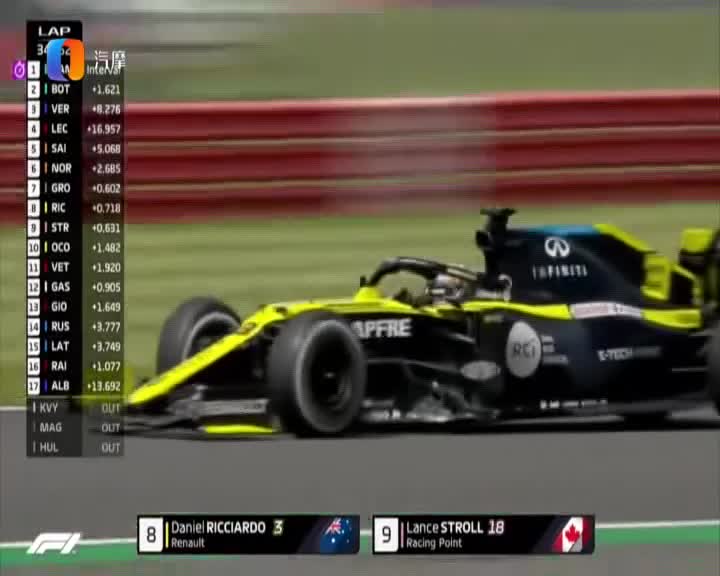 LAP
汽摩
1 Interval
2 BOT +1.621
3 VER +8.276
4 LEC +16.957
5 SAI +5.068
6 NOR +2.685
7 GRO +0.602
8 RIC +0.718
9 STR +0.631
10 OCO +1.482
11 VET +1.920
12 GAS +0.905
13 GIO +1.649
14 RUS +3.777
15 LAT +3.749
16 RAI +1.077
17 ALB +13.692
KVY OUT
MAG OUT
HUL OUT
INFINITI
MAPFRE
RCI
E-TECH
8 Daniel RICCIARDO 3
Renault
9 Lance STROLL 18
Racing Point
F1